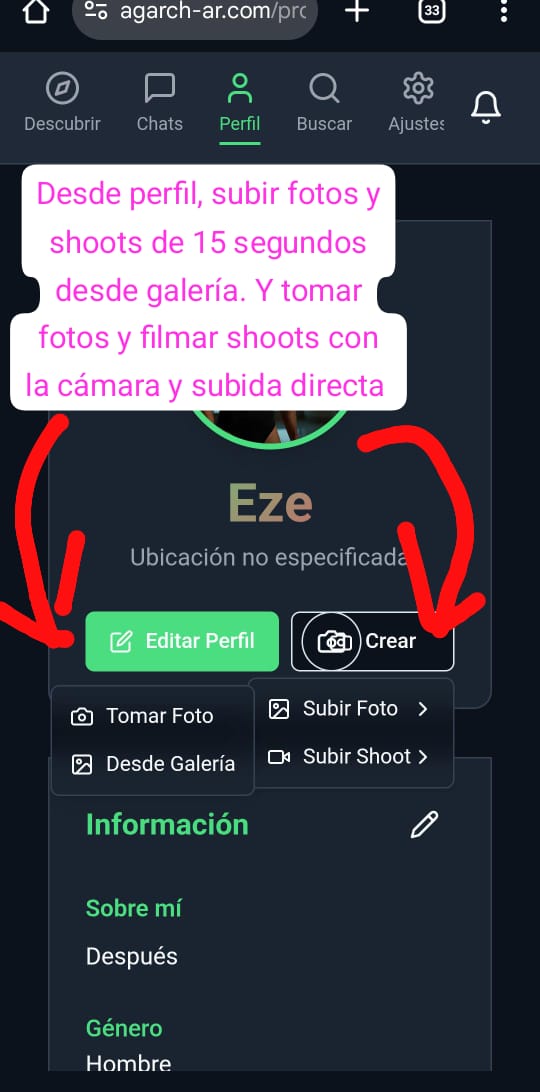 agarch-ar.com/pro
33
Descubrir
Chats
Perfil
Buscar
Ajustes
Desde perfil, subir fotos y
shoots de 15 segundos
desde galería. Y tomar
fotos y filmar shoots con
la cámara y subida directa
Eze
Ubicación no especificada
Editar Perfil
Crear
Tomar Foto
Desde Galería
Subir Foto
Subir Shoot
Información
Sobre mí
Después
Género
Hombre